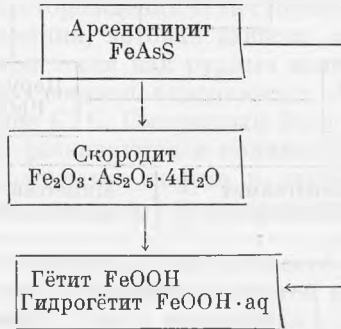 Арсенопирит
FeAsS
Скородит
Fe₂O₃·As₂O₅·4H₂O
Гётит FeOOH
Гидрогётит FeOOH·aq